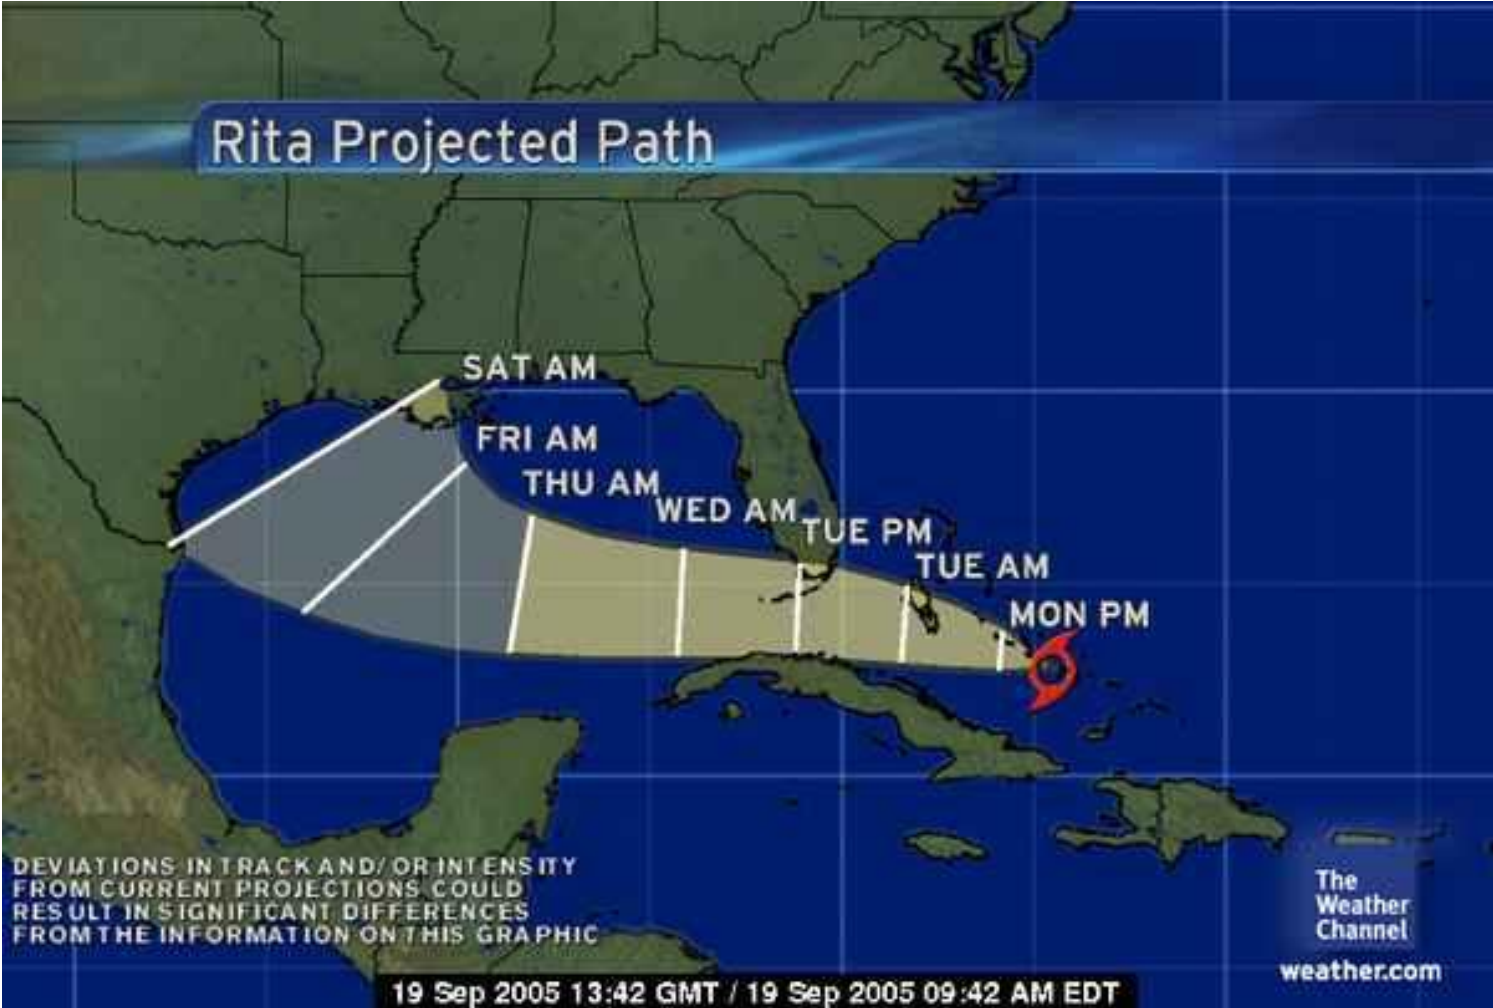 Rita Projected Path
SAT AM
FRI AM
THU AM
WED AM
TUE PM
TUE AM
MON PM
DEVIATIONS IN TRACK AND/OR INTENSITY
FROM CURRENT PROJECTIONS COULD
RESULT IN SIGNIFICANT DIFFERENCES
FROM THE INFORMATION ON THIS GRAPHIC
The
Weather
Channel
weather.com
19 Sep 2005 13:42 GMT / 19 Sep 2005 09:42 AM EDT